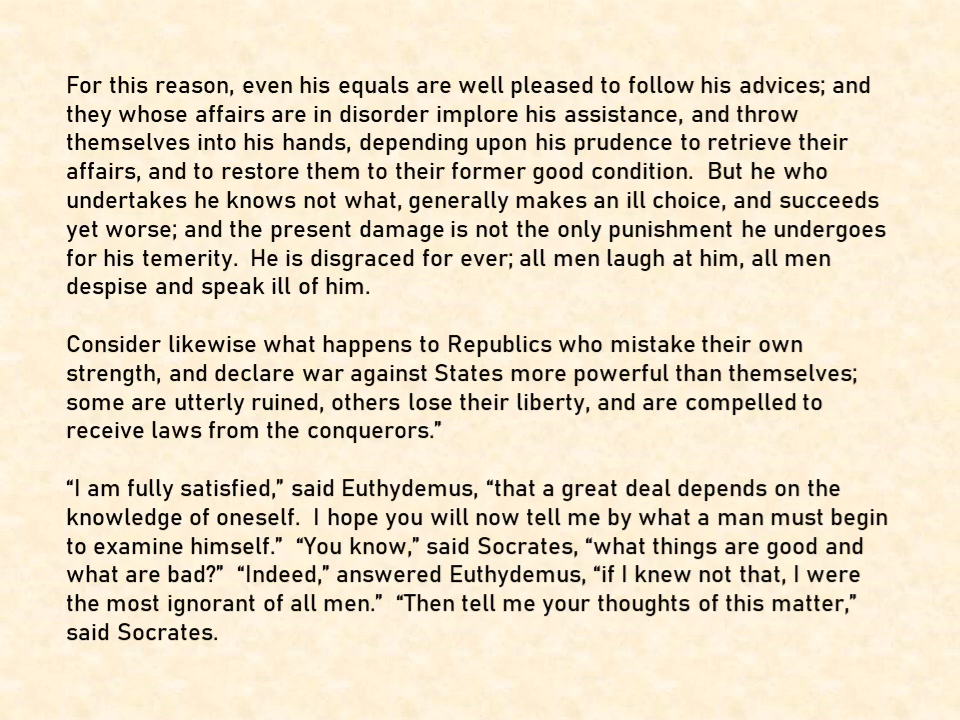 For this reason, even his equals are well pleased to follow his advices; and
they whose affairs are in disorder implore his assistance, and throw
themselves into his hands, depending upon his prudence to retrieve their
affairs, and to restore them to their former good condition.  But he who
undertakes he knows not what, generally makes an ill choice, and succeeds
yet worse; and the present damage is not the only punishment he undergoes
for his temerity.  He is disgraced for ever; all men laugh at him, all men
despise and speak ill of him.

Consider likewise what happens to Republics who mistake their own
strength, and declare war against States more powerful than themselves;
some are utterly ruined, others lose their liberty, and are compelled to
receive laws from the conquerors.”

“I am fully satisfied,” said Euthydemus, “that a great deal depends on the
knowledge of oneself.  I hope you will now tell me by what a man must begin
to examine himself.”  “You know,” said Socrates, “what things are good and
what are bad?”  “Indeed,” answered Euthydemus, “if I knew not that, I were
the most ignorant of all men.”  “Then tell me your thoughts of this matter,”
said Socrates.